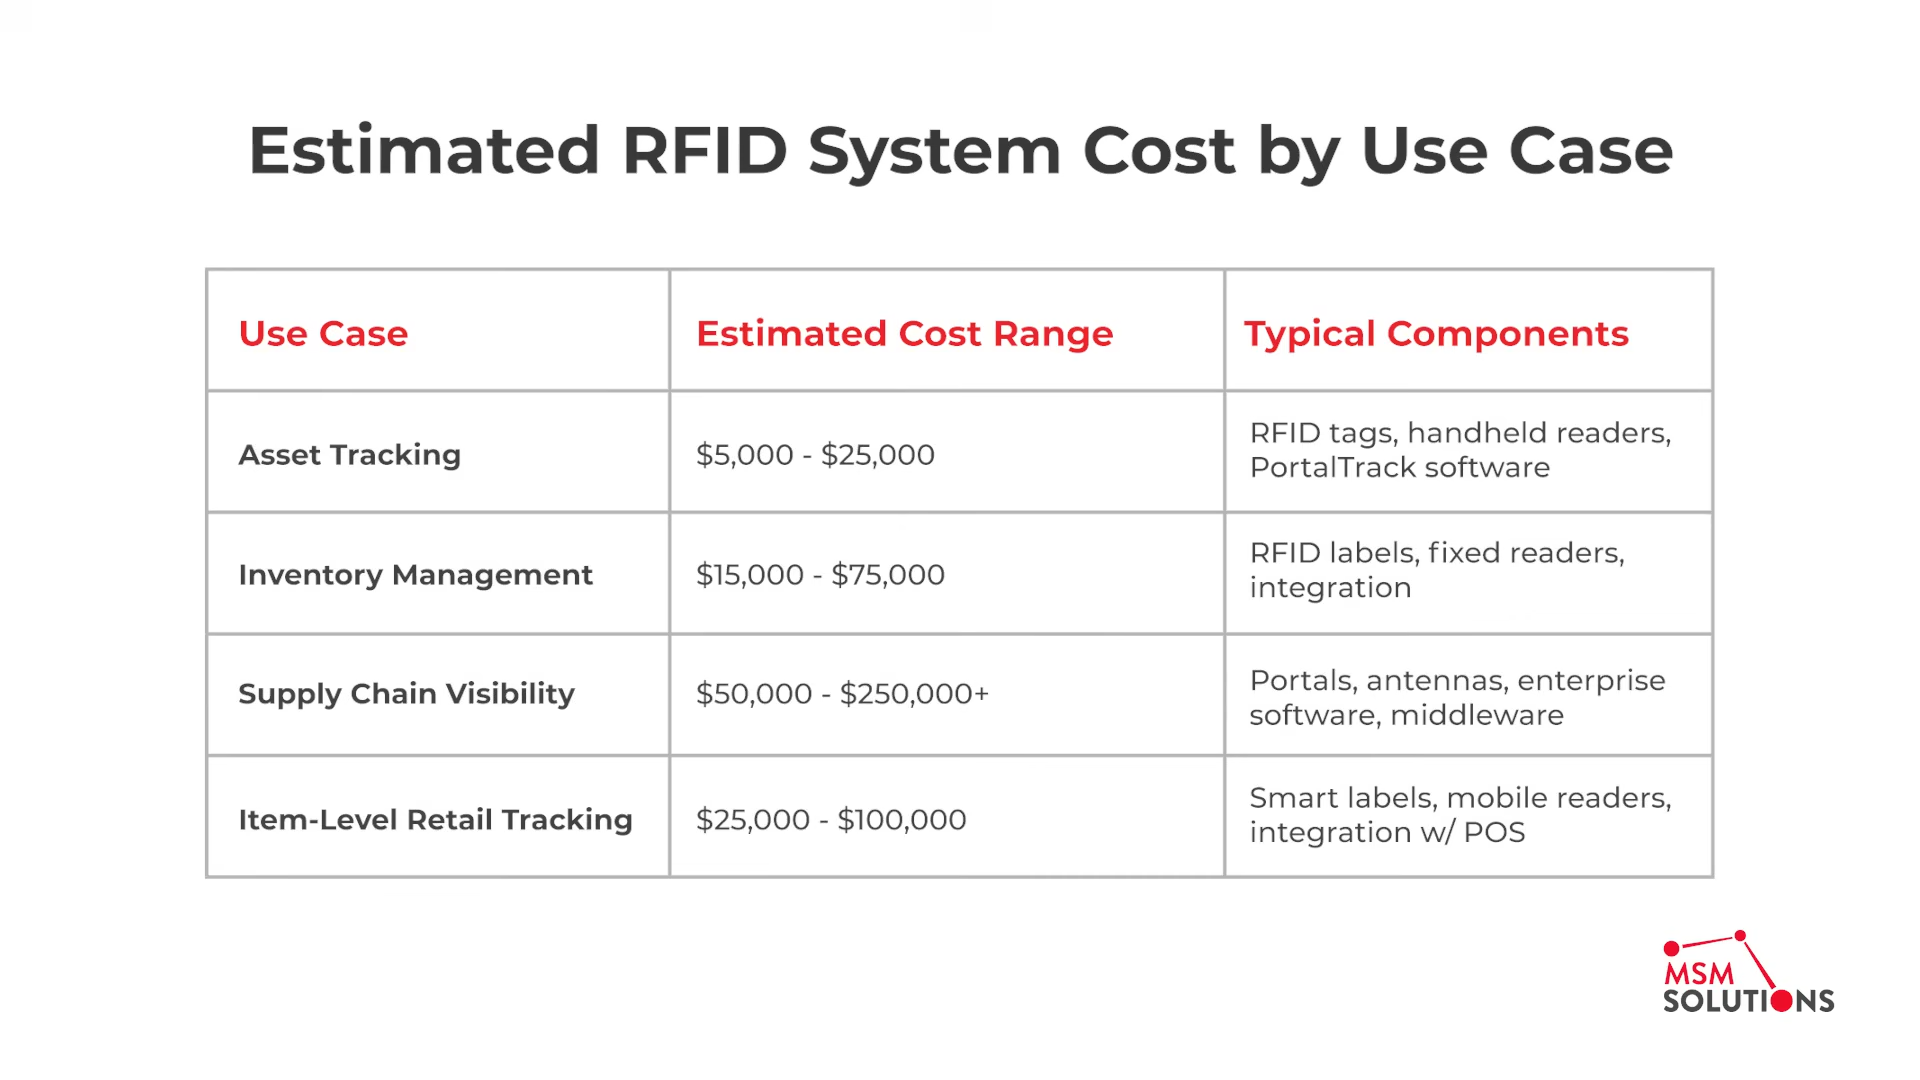 Estimated RFID System Cost by Use Case
Use Case
Estimated Cost Range
Typical Components
Asset Tracking
$5,000 - $25,000
RFID tags, handheld readers,
PortalTrack software
Inventory Management
$15,000 - $75,000
RFID labels, fixed readers,
integration
Supply Chain Visibility
$50,000 - $250,000+
Portals, antennas, enterprise
software, middleware
Item-Level Retail Tracking
$25,000 - $100,000
Smart labels, mobile readers,
integration w/ POS
MSM
SOLUTIONS